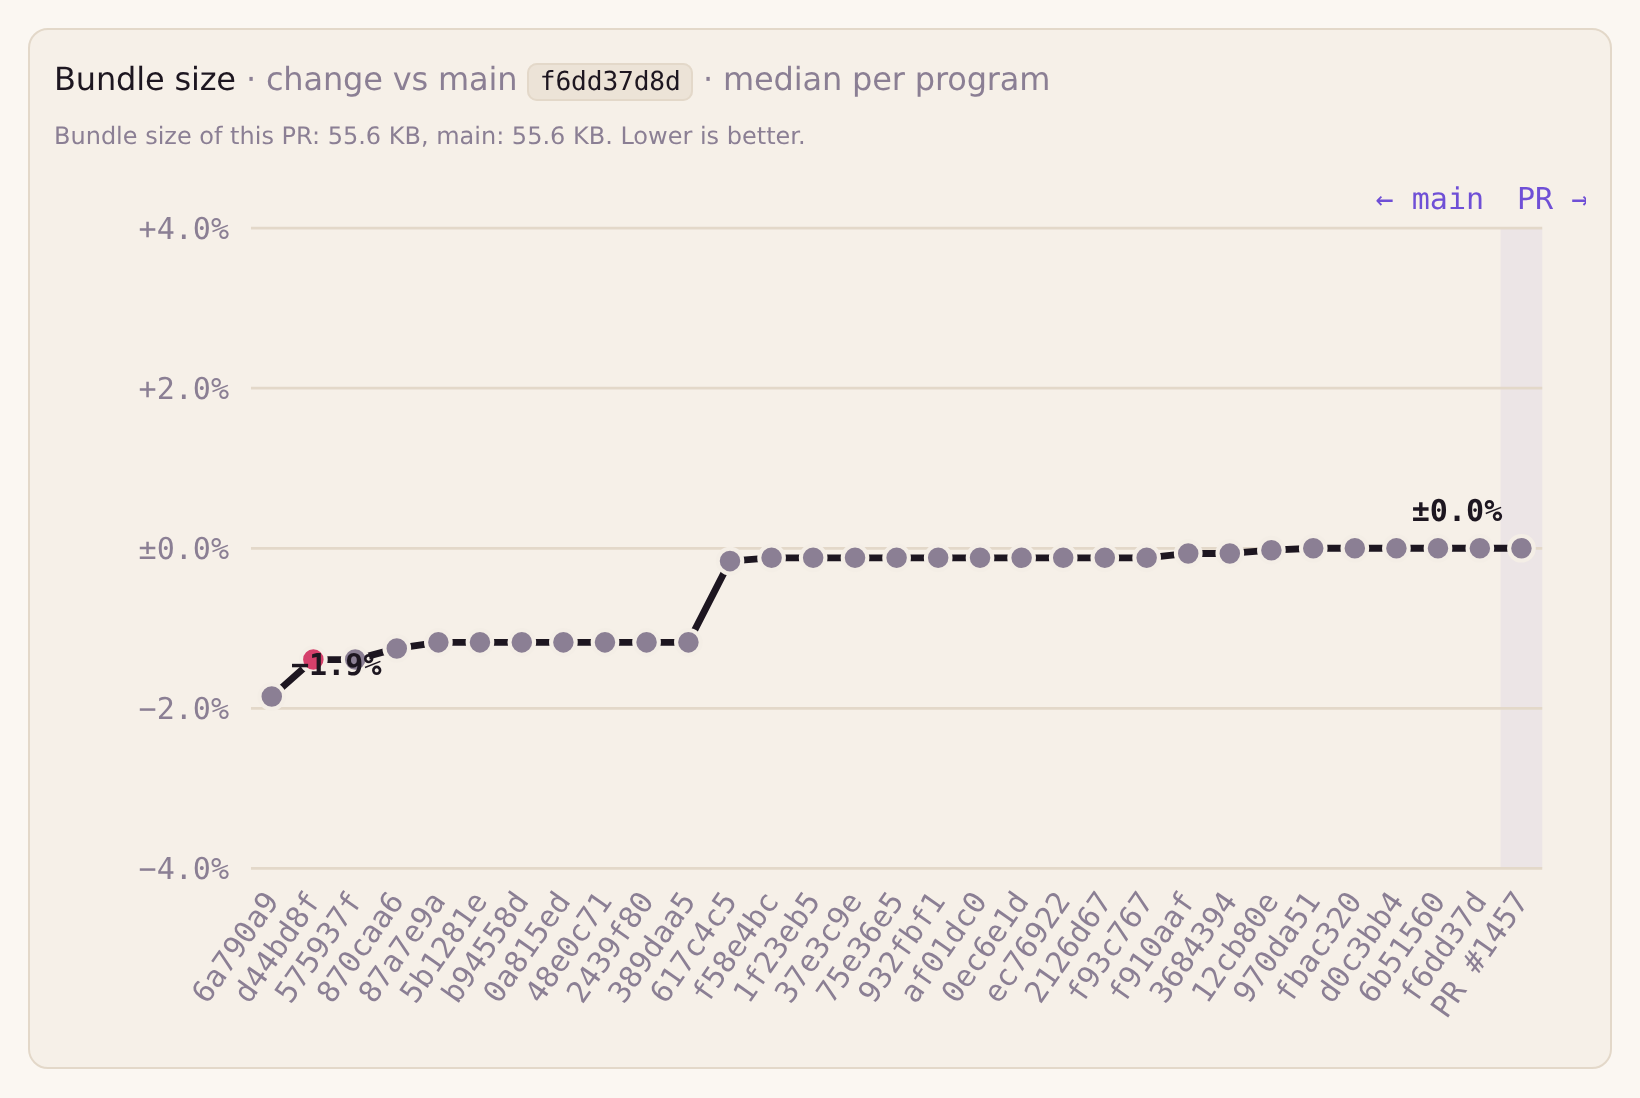 Bundle size · change vs main f6dd37d8d · median per program
Bundle size of this PR: 55.6 KB, main: 55.6 KB. Lower is better.
← main PR →
+4.0%
+2.0%
±0.0%
−2.0%
−4.0%
−1.9%
±0.0%
6a790a9
d44bd8f
575937f
870caa6
87a7e9a
5b1281e
b94558d
0a815ed
48e0c71
2439f80
389daa5
617c4c5
f58e4bc
1f23eb5
37e3c9e
75e36e5
932fbf1
af01dc0
0ec6e1d
ec76922
2126d67
f93c767
f910aaf
3684394
12cb80e
970da51
fbac320
d0c3bb4
6b51560
f6dd37d
PR #1457